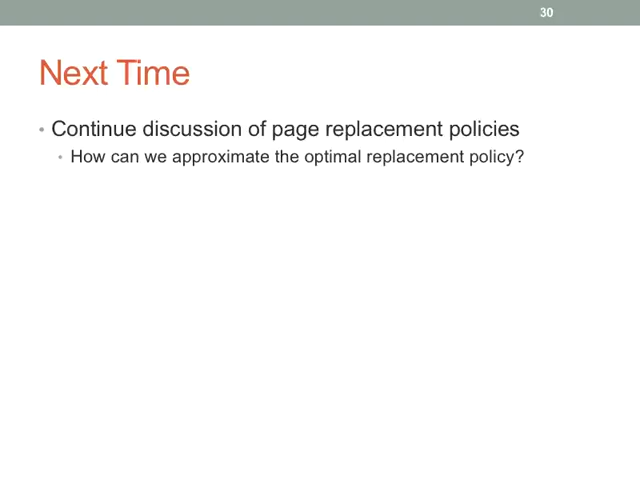 30
Next Time
• Continue discussion of page replacement policies
• How can we approximate the optimal replacement policy?